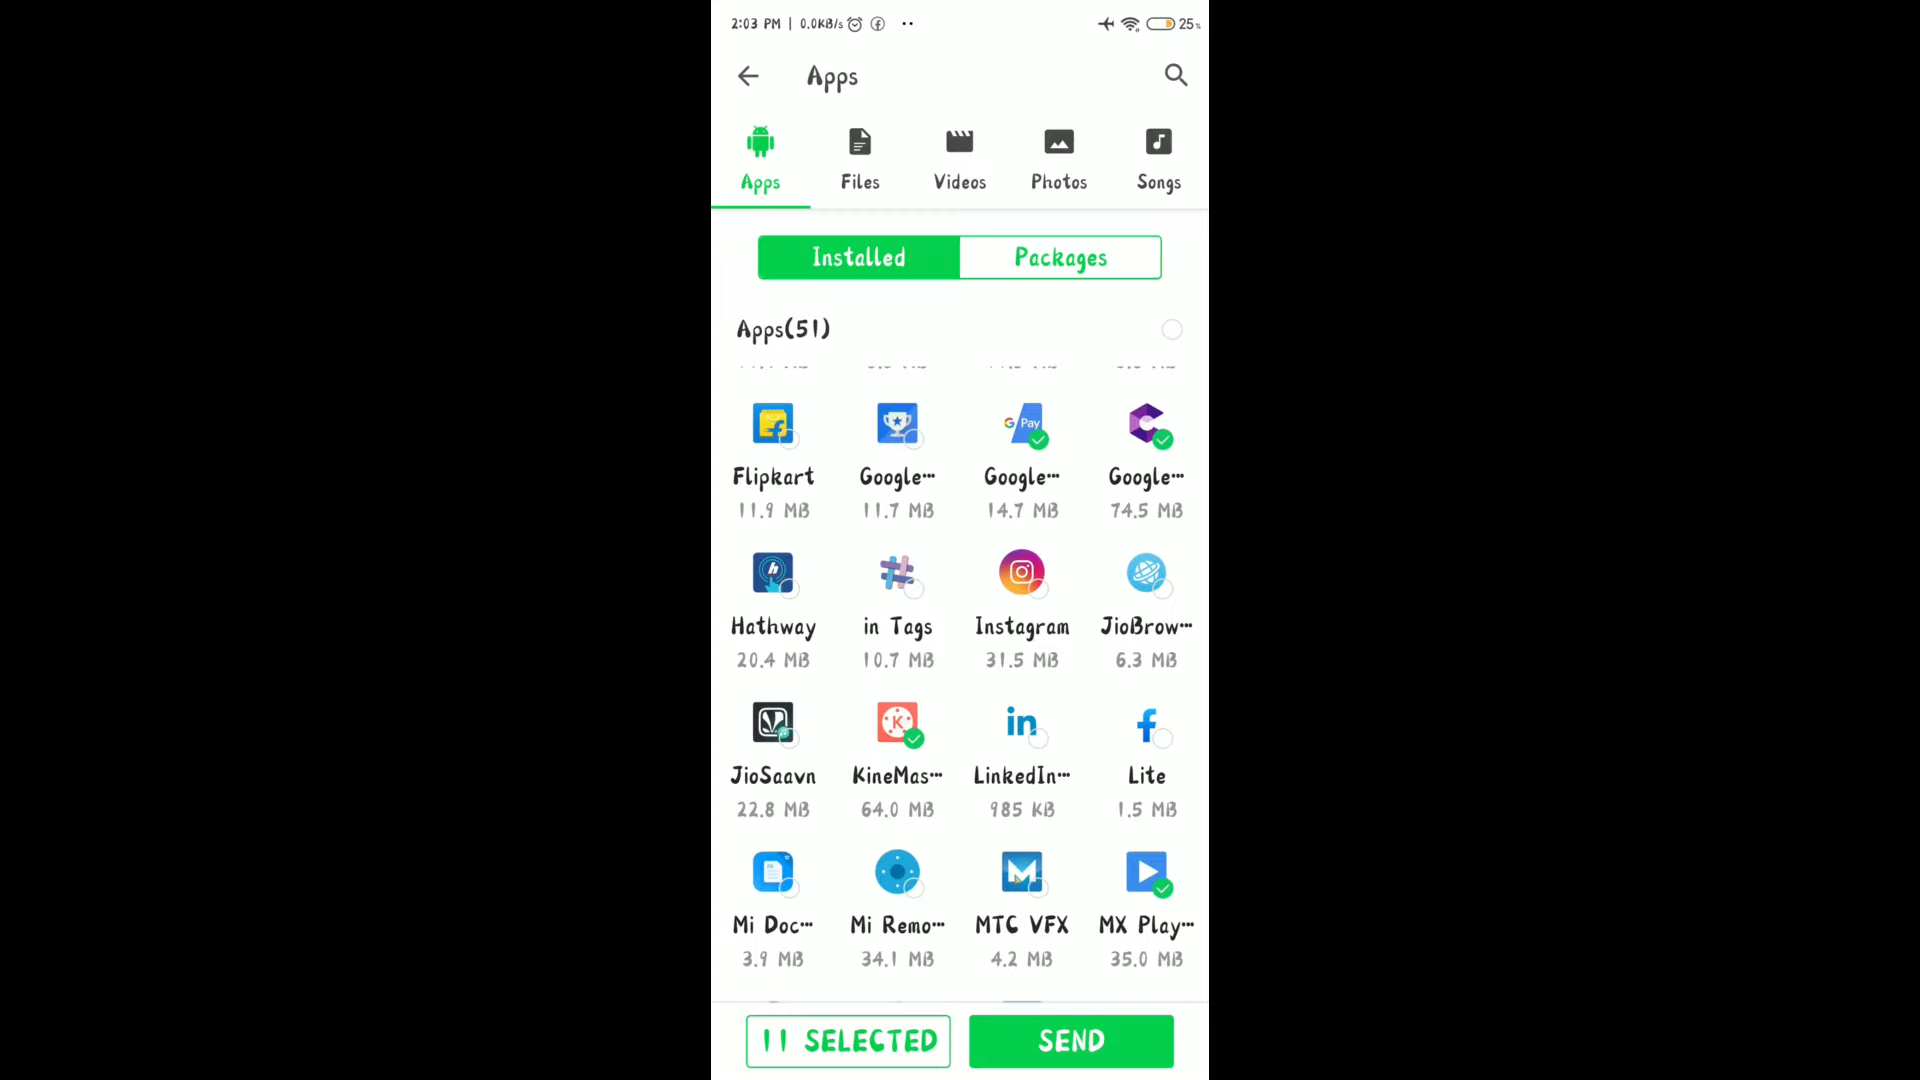 2:03 PM | 0.0KB/s 25%
Apps
Apps Files Videos Photos Songs
Installed Packages
Apps(51)
G Pay
Flipkart Google··· Google··· Google···
11.9 MB 11.7 MB 14.7 MB 74.5 MB
Hathway in Tags Instagram JioBrow···
20.4 MB 10.7 MB 31.5 MB 6.3 MB
JioSaavn KineMas··· LinkedIn··· Lite
22.8 MB 64.0 MB 985 KB 1.5 MB
Mi Doc··· Mi Remo··· MTC VFX MX Play···
3.9 MB 34.1 MB 4.2 MB 35.0 MB
11 SELECTED SEND